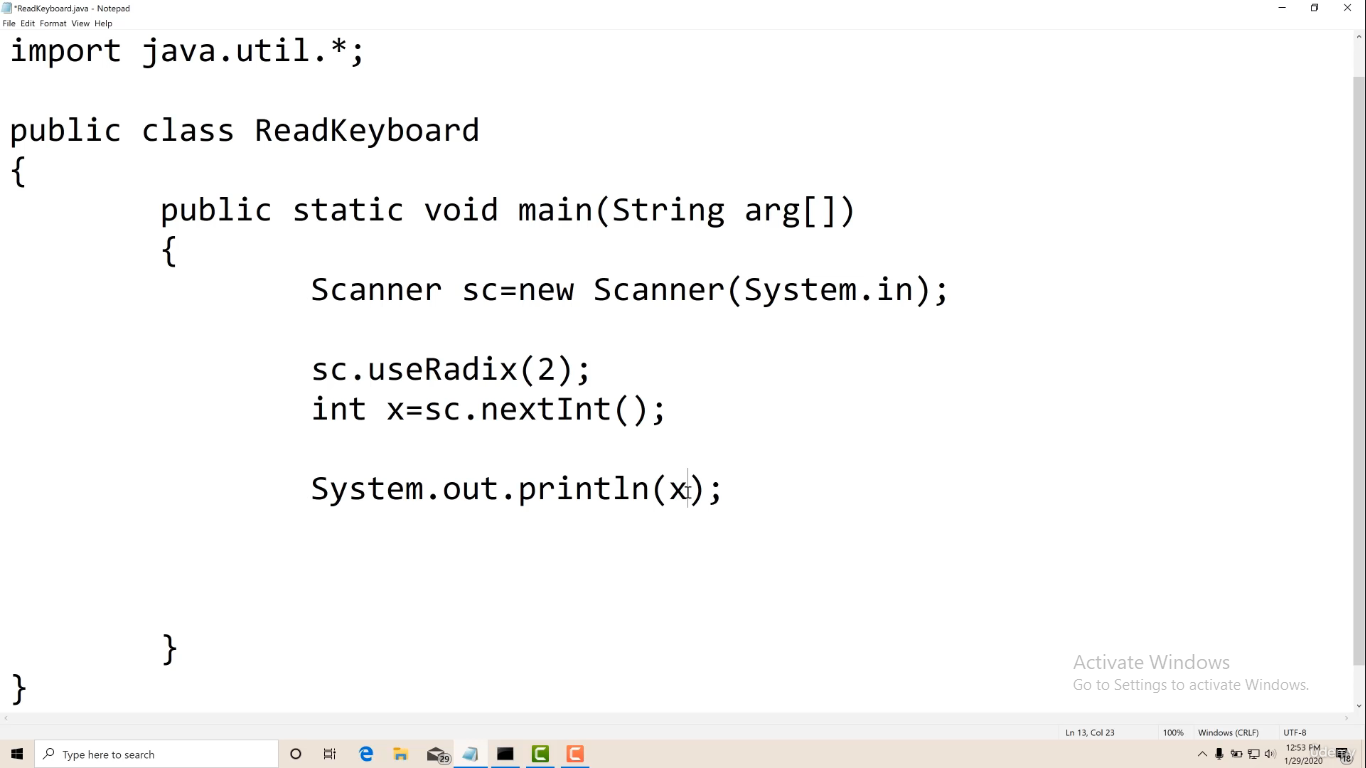 *ReadKeyboard.java - Notepad
File Edit Format View Help
import java.util.*;
public class ReadKeyboard
{
public static void main(String arg[])
{
Scanner sc=new Scanner(System.in);
sc.useRadix(2);
int x=sc.nextInt();
System.out.println(x);
}
}
Activate Windows
Go to Settings to activate Windows.
Ln 13, Col 23 100% Windows (CRLF) UTF-8
Type here to search
29
12:53 PM
1/29/2020
18